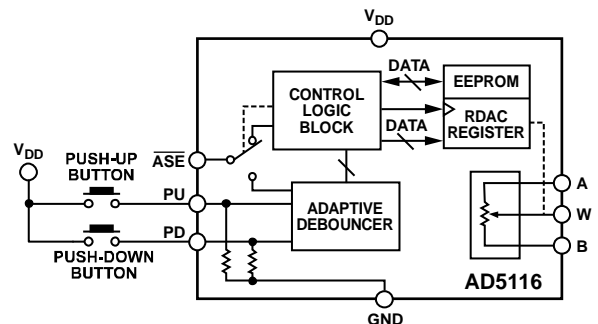 VDD
DATA
EEPROM
CONTROL
LOGIC
BLOCK
RDAC
REGISTER
DATA
VDD
PUSH-UP
BUTTON
ASE
PU
PD
PUSH-DOWN
BUTTON
ADAPTIVE
DEBOUNCER
A
W
B
AD5116
GND